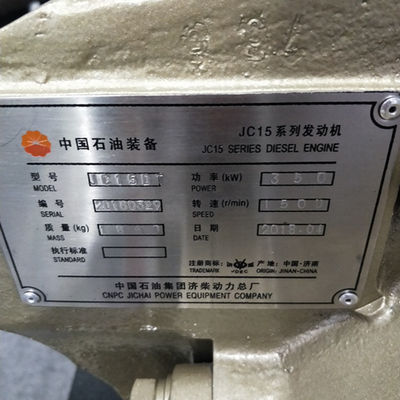 中国石油装备
JC15系列发动机
JC15 SERIES DIESEL ENGINE
型号 功率(kW) 350
MODEL POWER
编号 转速(r/min) 1500
SERIAL SPEED
质量(kg) 日期 2018.04
MASS DATE
执行标准
STANDARD
注册商标: 产地: 中国·济南
TRADEMARK ORIGIN: JINAN-CHINA
中国石油集团济柴动力总厂
CNPC JICHAI POWER EQUIPMENT COMPANY